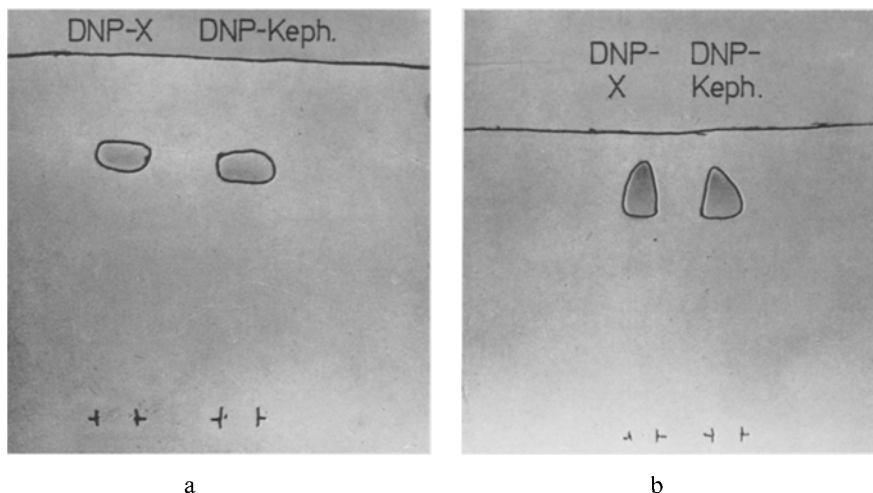 DNP-X DNP-Keph.
DNP-
X
DNP-
Keph.
a
b